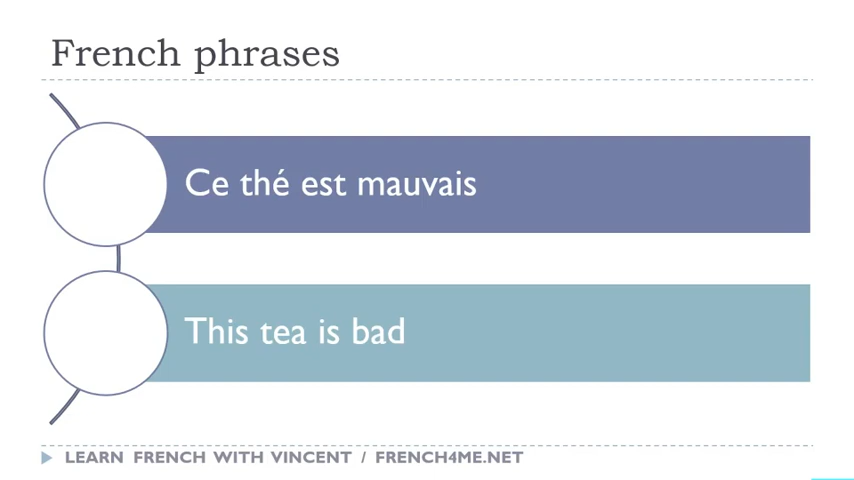 French phrases
Ce thé est mauvais
This tea is bad
LEARN FRENCH WITH VINCENT / FRENCH4ME.NET